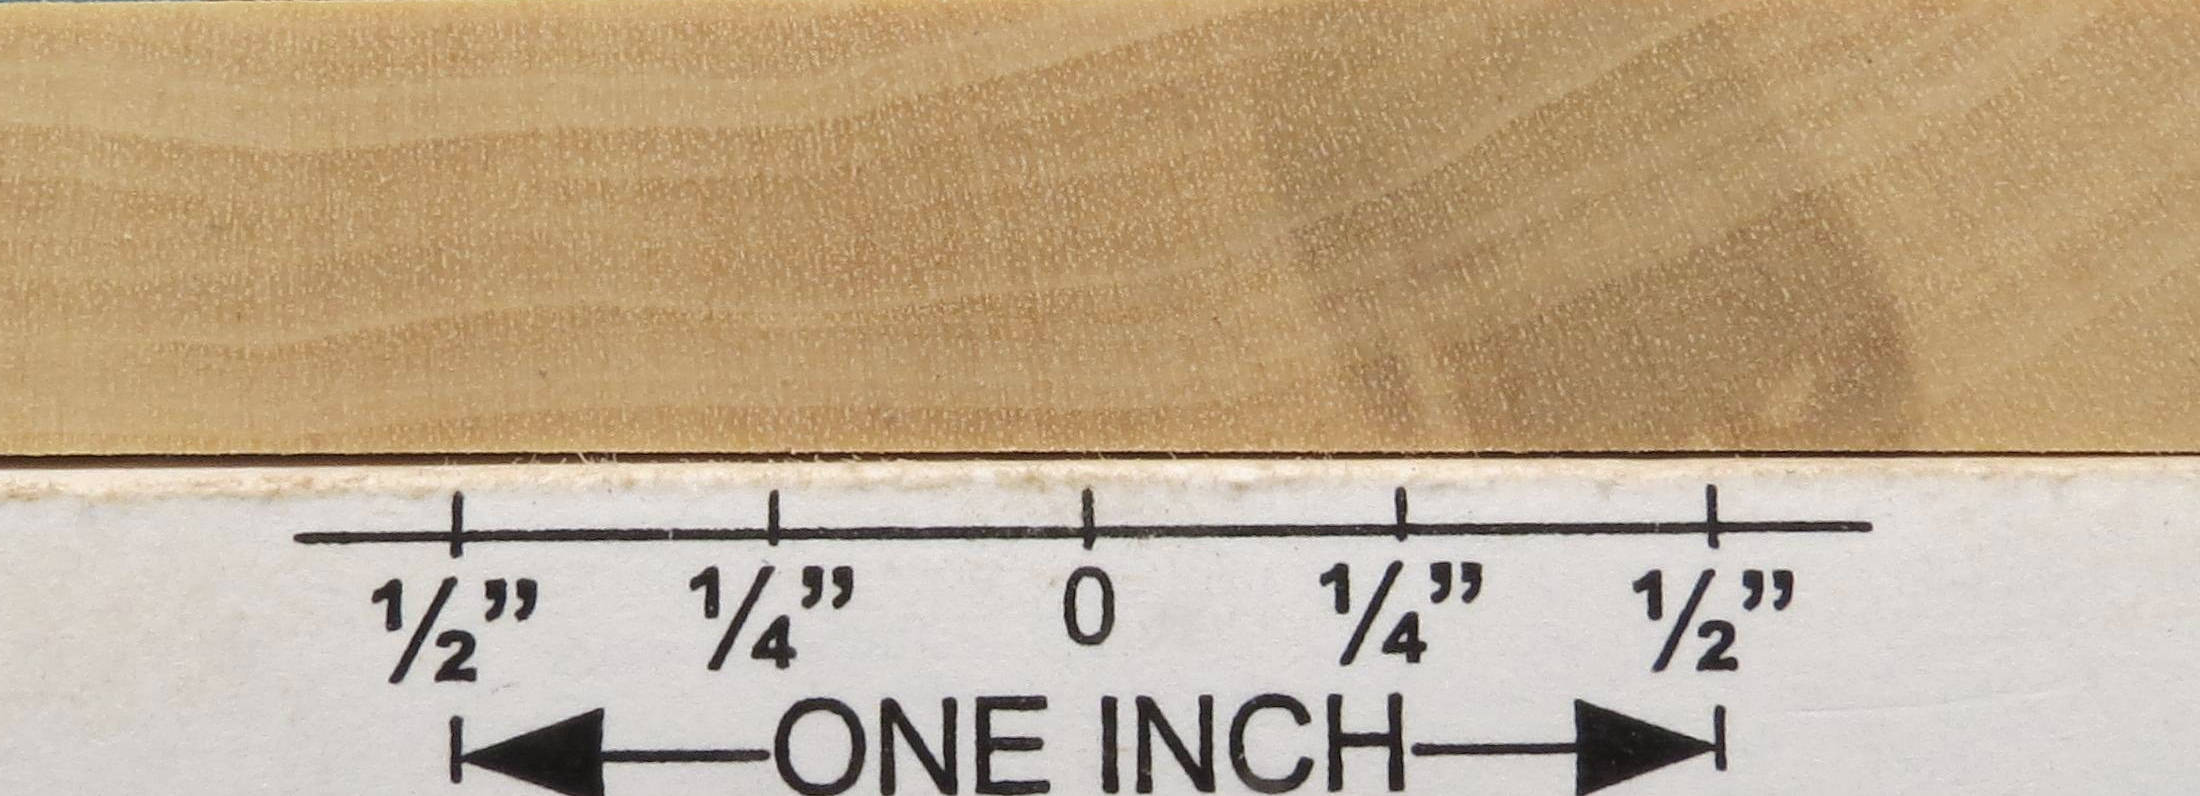 ½” ¼” 0 ¼” ½”
ONE INCH